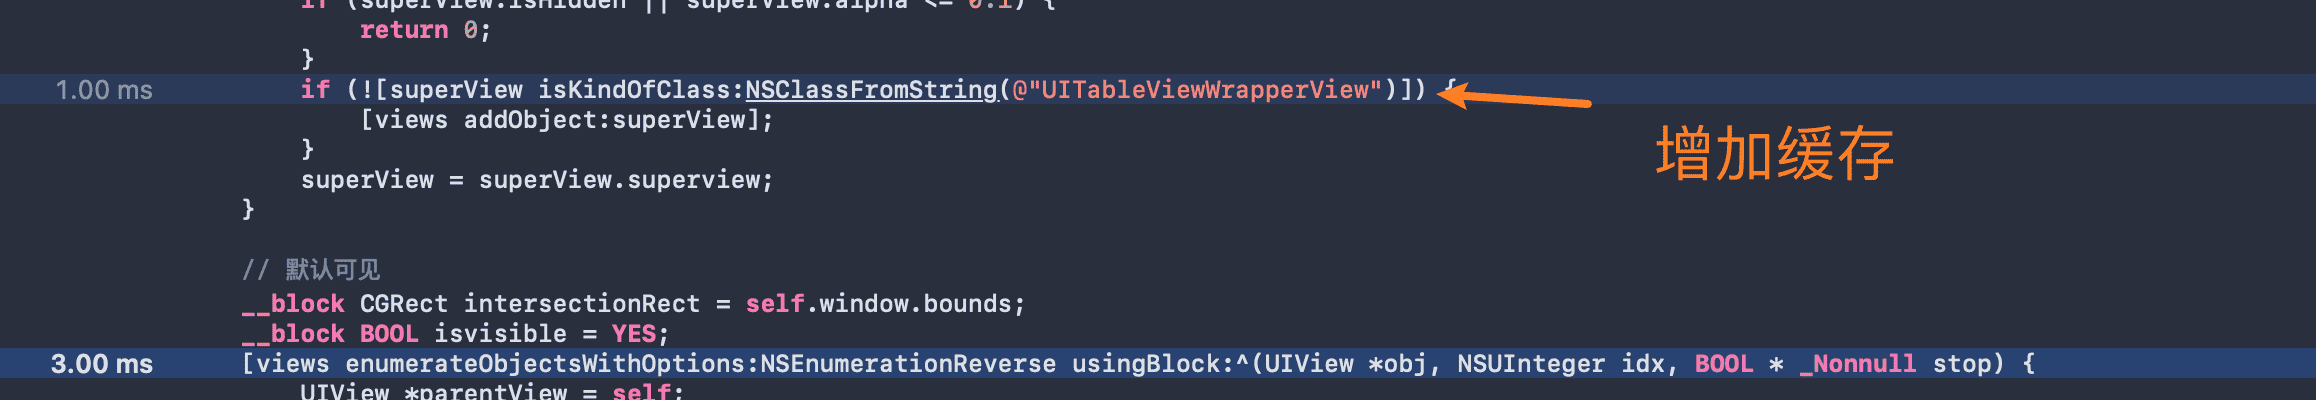 if (superView.isHidden || superView.alpha <= 0.1) {
return 0;
}
1.00 ms if (![superView isKindOfClass:NSClassFromString(@"UITableViewWrapperView")]) {
[views addObject:superView];
}
增加缓存
superView = superView.superview;
}
// 默认可见
__block CGRect intersectionRect = self.window.bounds;
__block BOOL isvisible = YES;
3.00 ms [views enumerateObjectsWithOptions:NSEnumerationReverse usingBlock:^(UIView *obj, NSUInteger idx, BOOL * _Nonnull stop) {
UIView *parentView = self;